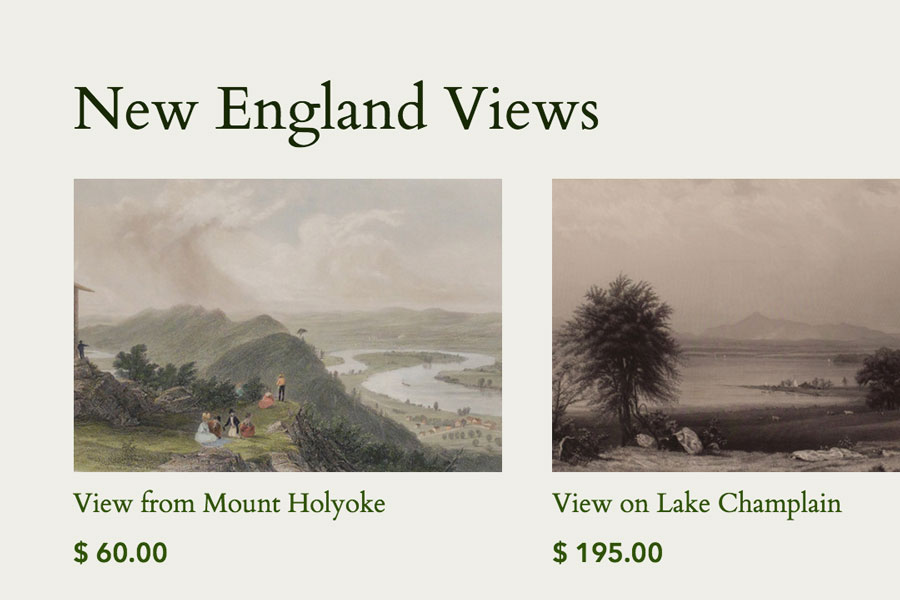 New England Views
View from Mount Holyoke
$ 60.00
View on Lake Champlain
$ 195.00